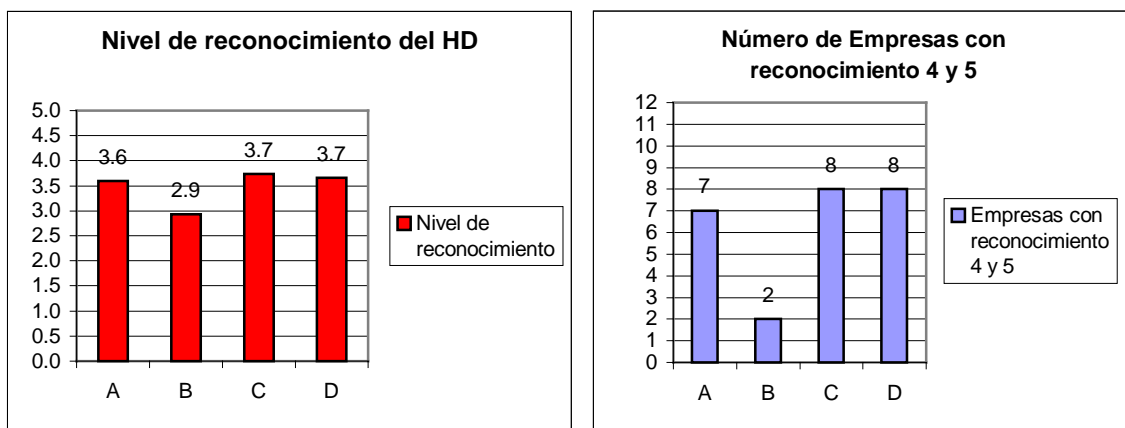 Nivel de reconocimiento del HD
5.0
4.5
4.0
3.5
3.0
2.5
2.0
1.5
1.0
0.5
0.0
3.6
2.9
3.7
3.7
A
B
C
D
Nivel de
reconocimiento
Número de Empresas con
reconocimiento 4 y 5
12
11
10
9
8
7
6
5
4
3
2
1
0
7
2
8
8
A
B
C
D
Empresas con
reconocimiento
4 y 5